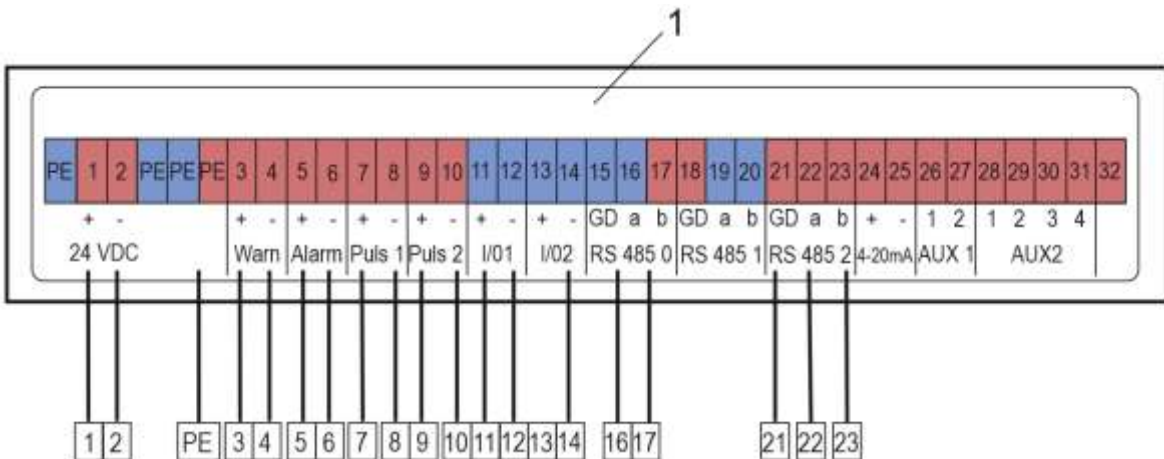 1
PE 1 2 PE PE PE 3 4 5 6 7 8 9 10 11 12 13 14 15 16 17 18 19 20 21 22 23 24 25 26 27 28 29 30 31 32
+ - + - + - + - + - + - + - GD a b GD a b GD a b + - 1 2 1 2 3 4
24 VDC Warn Alarm Puls 1 Puls 2 I/01 I/02 RS 485 0 RS 485 1 RS 485 2 4-20mA AUX 1 AUX2
1 2 PE 3 4 5 6 7 8 9 10 11 12 13 14 16 17 21 22 23